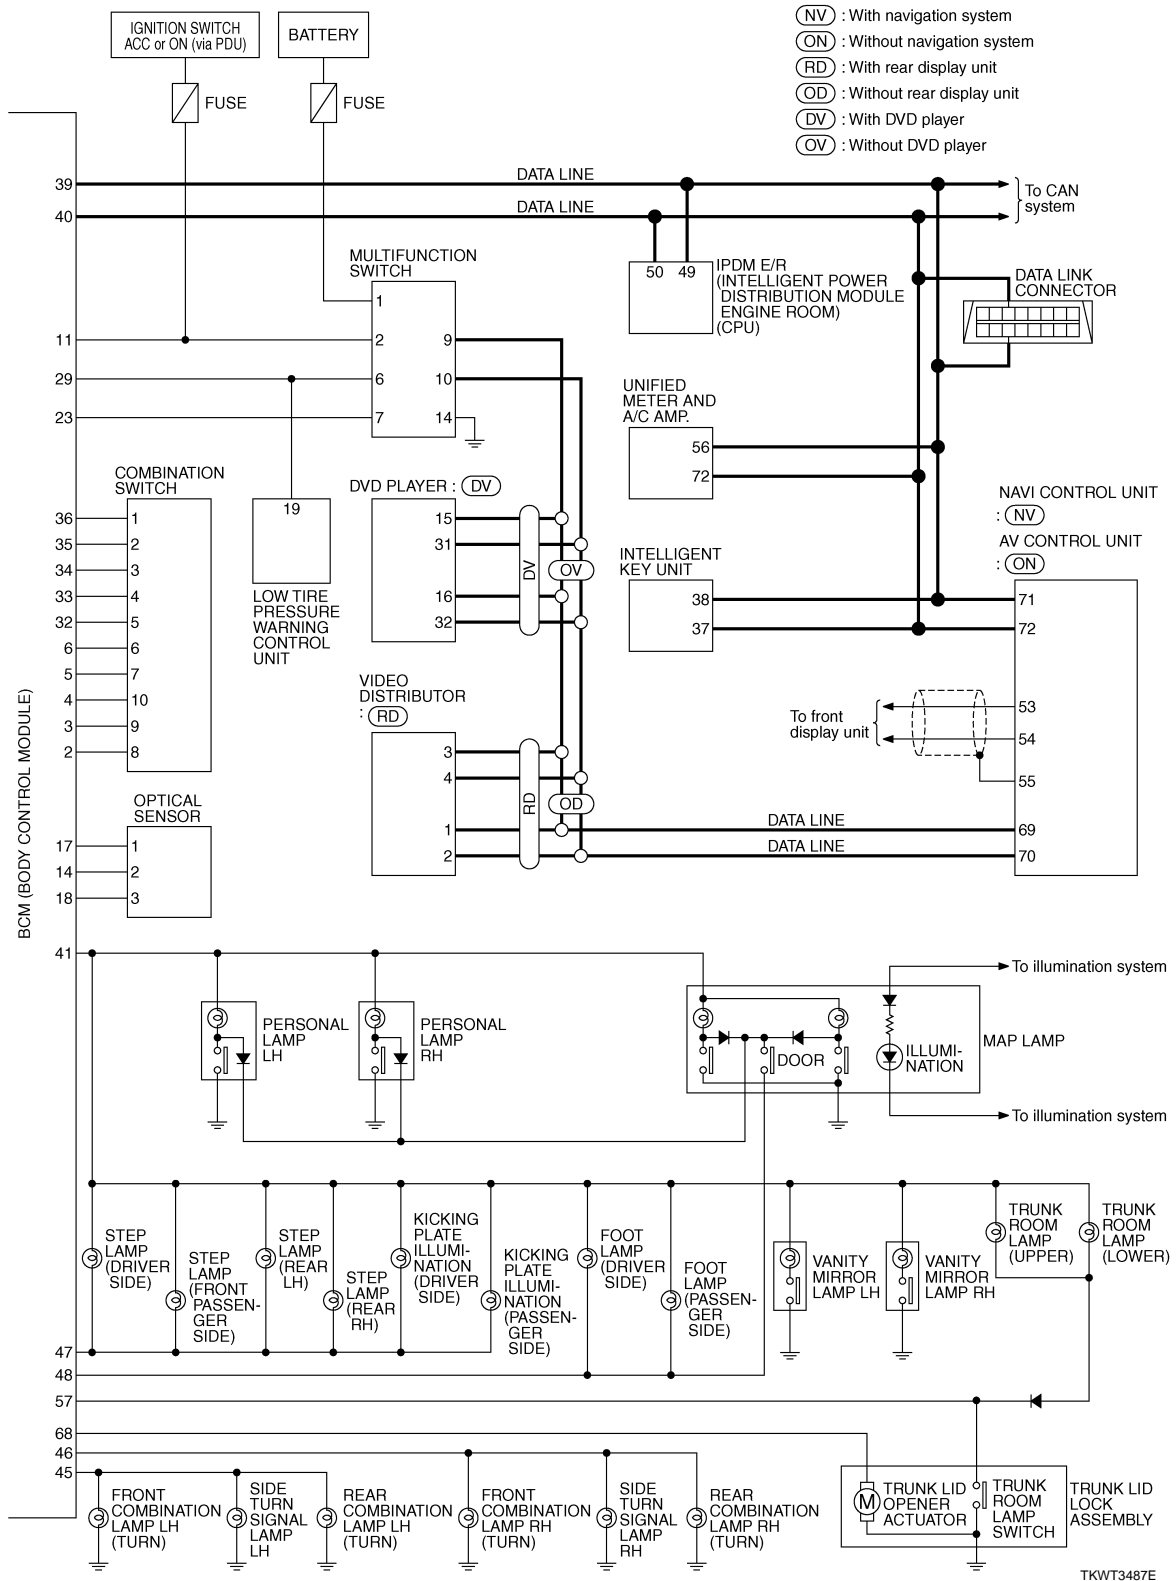 IGNITION SWITCH
ACC or ON (via PDU)
BATTERY
FUSE
FUSE
NV : With navigation system
ON : Without navigation system
RD : With rear display unit
OD : Without rear display unit
DV : With DVD player
OV : Without DVD player
39
DATA LINE
40
DATA LINE
To CAN
system
MULTIFUNCTION
SWITCH
1
11
2
9
29
6
10
23
7
14
50 49
IPDM E/R
(INTELLIGENT POWER
DISTRIBUTION MODULE
ENGINE ROOM)
(CPU)
DATA LINK
CONNECTOR
UNIFIED
METER AND
A/C AMP.
56
72
COMBINATION
SWITCH
36 1
35 2
34 3
33 4
32 5
6 6
5 7
4 10
3 9
2 8
19
LOW TIRE
PRESSURE
WARNING
CONTROL
UNIT
DVD PLAYER : DV
15
31
16
32
DV
OV
INTELLIGENT
KEY UNIT
38
37
NAVI CONTROL UNIT
: NV
AV CONTROL UNIT
: ON
71
72
53
54
55
69
70
To front
display unit
VIDEO
DISTRIBUTOR
: RD
3
4
1
2
RD
OD
DATA LINE
DATA LINE
BCM (BODY CONTROL MODULE)
OPTICAL
SENSOR
17 1
14 2
18 3
41
PERSONAL
LAMP
LH
PERSONAL
LAMP
RH
DOOR
ILLUMI-
NATION
MAP LAMP
To illumination system
To illumination system
STEP
LAMP
(DRIVER
SIDE)
STEP
LAMP
(FRONT
PASSEN-
GER
SIDE)
STEP
LAMP
(REAR
LH)
STEP
LAMP
(REAR
RH)
KICKING
PLATE
ILLUMI-
NATION
(DRIVER
SIDE)
KICKING
PLATE
ILLUMI-
NATION
(PASSEN-
GER
SIDE)
FOOT
LAMP
(DRIVER
SIDE)
FOOT
LAMP
(PASSEN-
GER
SIDE)
VANITY
MIRROR
LAMP LH
VANITY
MIRROR
LAMP RH
TRUNK
ROOM
LAMP
(UPPER)
TRUNK
ROOM
LAMP
(LOWER)
47
48
57
68
46
45
FRONT
COMBINATION
LAMP LH
(TURN)
SIDE
TURN
SIGNAL
LAMP
LH
REAR
COMBINATION
LAMP LH
(TURN)
FRONT
COMBINATION
LAMP RH
(TURN)
SIDE
TURN
SIGNAL
LAMP
RH
REAR
COMBINATION
LAMP RH
(TURN)
M
TRUNK LID
OPENER
ACTUATOR
TRUNK
ROOM
LAMP
SWITCH
TRUNK LID
LOCK
ASSEMBLY
TKWT3487E